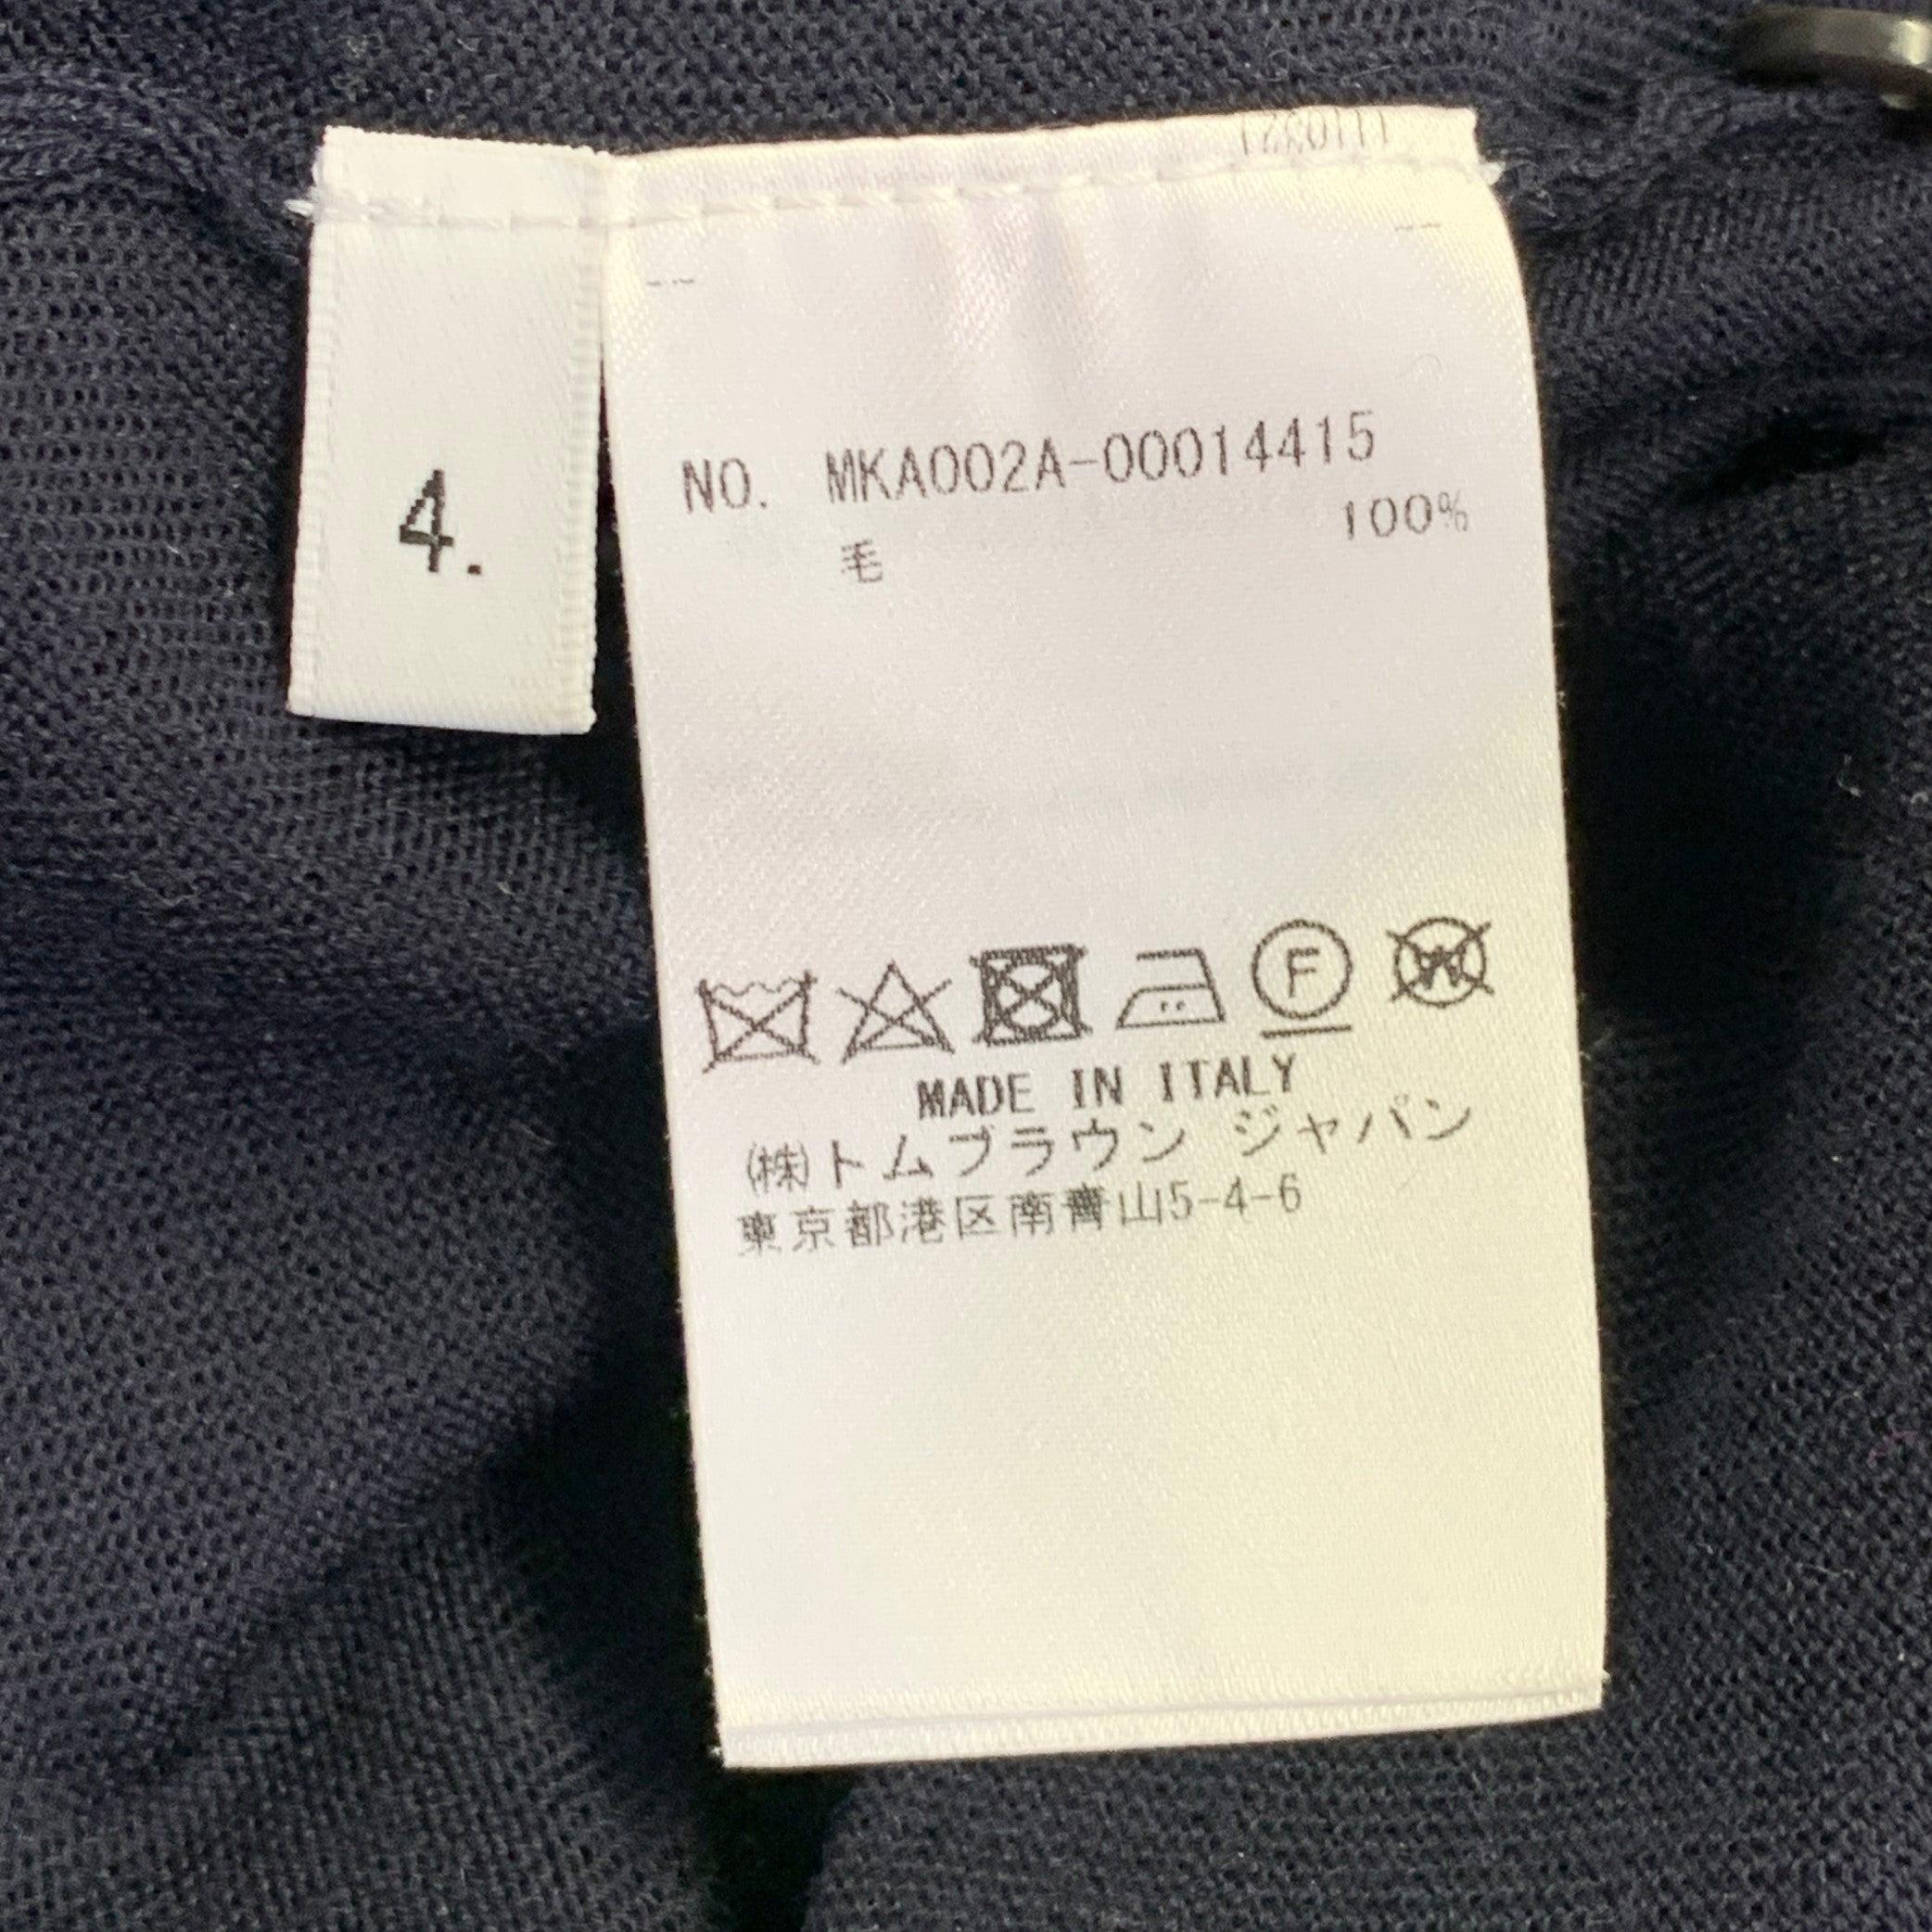 4.
NO. MKA002A-00014415
毛 100%
F
W
MADE IN ITALY
(株)トムブラウン ジャパン
東京都港区南青山5-4-6